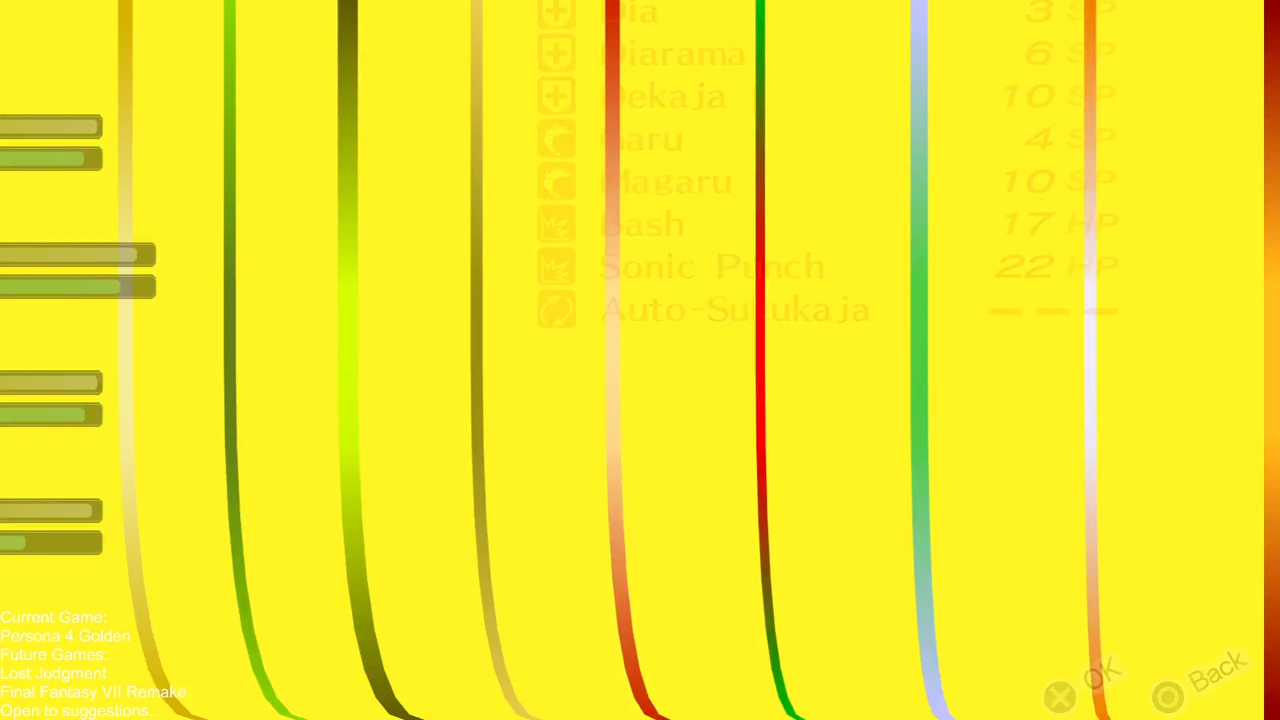 Dia 3 SP
Diarama 6 SP
Dekaja 10 SP
Garu 4 SP
Magaru 10 SP
Bash 17 HP
Sonic Punch 22 HP
Auto-Sukukaja — — —
Current Game:
Persona 4 Golden
Future Games:
Lost Judgment
Final Fantasy VII Remake
Open to suggestions...
OK
Back